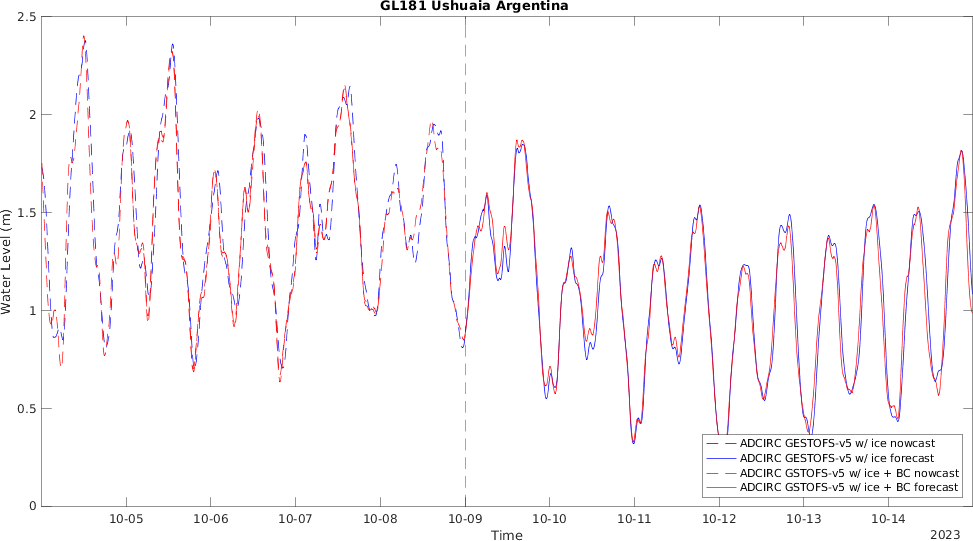 GL181 Ushuaia Argentina
2.5
2
1.5
1
0.5
0
Water Level (m)
10-05 10-06 10-07 10-08 10-09 10-10 10-11 10-12 10-13 10-14
Time
2023
ADCIRC GESTOFS-v5 w/ ice nowcast
ADCIRC GESTOFS-v5 w/ ice forecast
ADCIRC GSTOFS-v5 w/ ice + BC nowcast
ADCIRC GSTOFS-v5 w/ ice + BC forecast